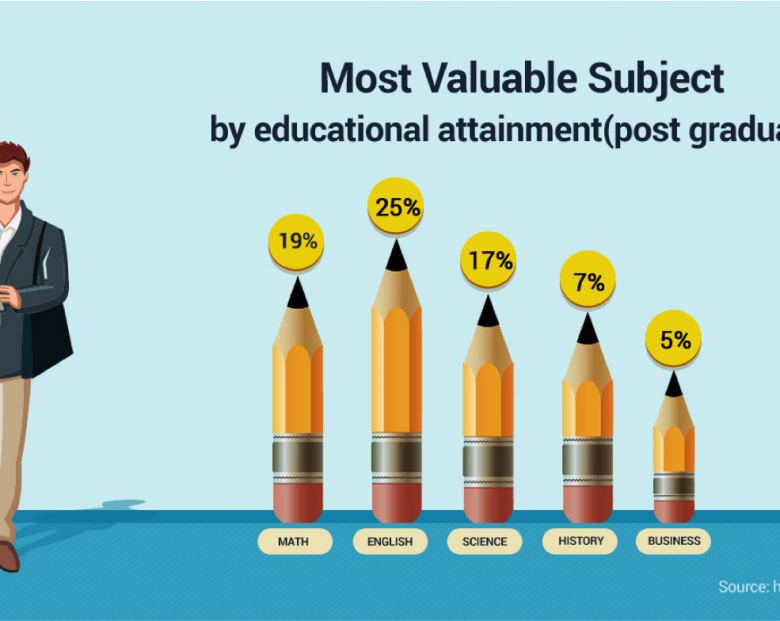 Most Valuable Subject
by educational attainment(post gradua
19%
25%
17%
7%
5%
MATH
ENGLISH
SCIENCE
HISTORY
BUSINESS
Source: h